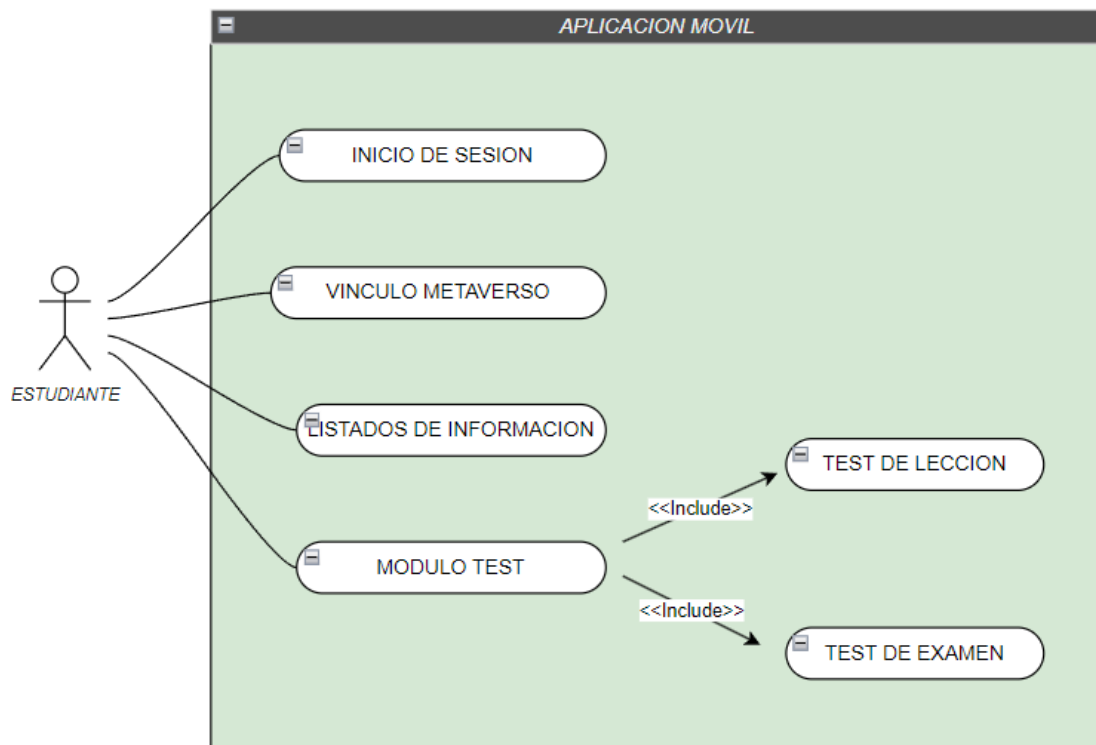 APLICACION MOVIL
INICIO DE SESION
VINCULO METAVERSO
ESTUDIANTE
LISTADOS DE INFORMACION
TEST DE LECCION
<<Include>>
MODULO TEST
<<Include>>
TEST DE EXAMEN